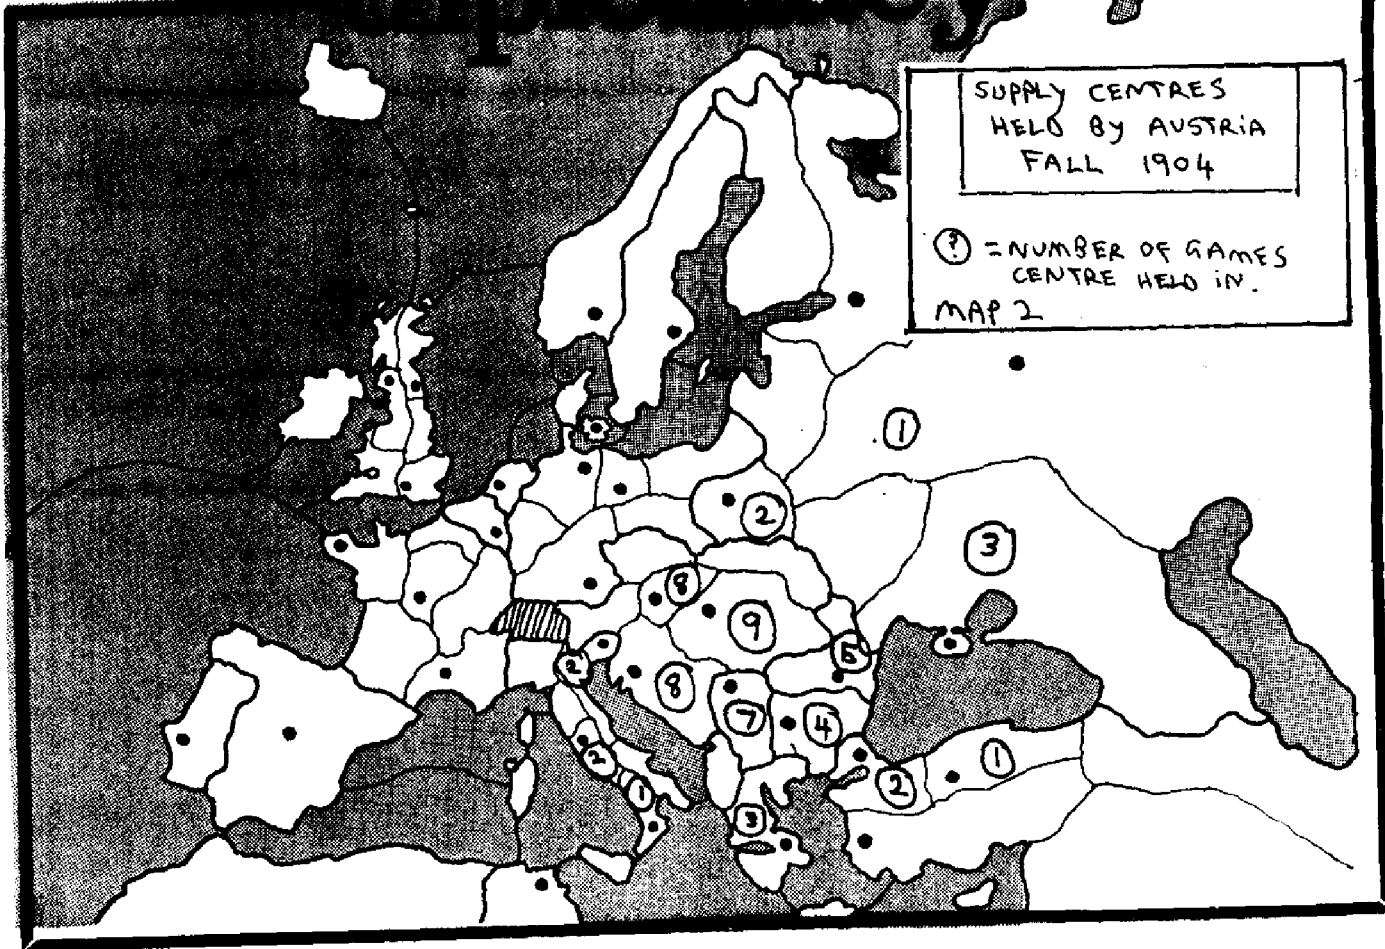 SUPPLY CENTRES
HELD By AUSTRIA
FALL 1904
? = NUMBER OF GAMES
CENTRE HELD IN.
MAP 2
1
2
3
8
9
5
2
8
7
4
2
1
2
1
3